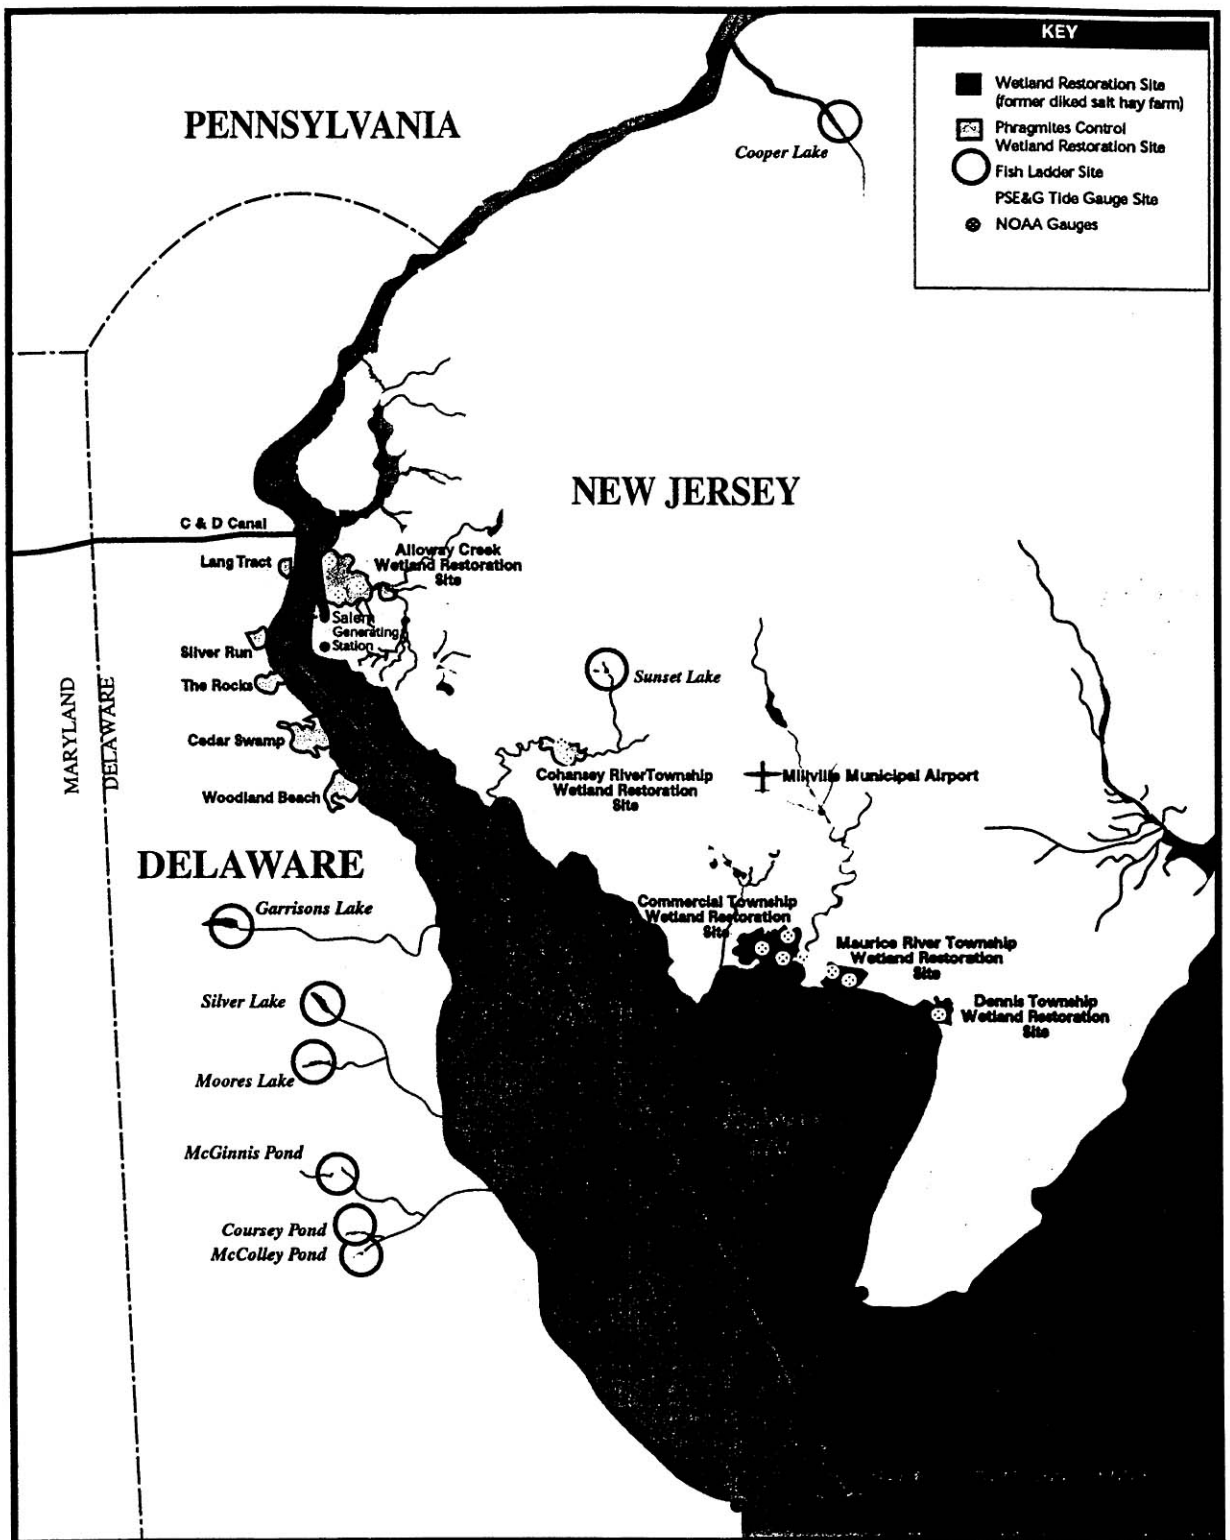 KEY
Wetland Restoration Site
(former diked salt hay farm)
Phragmites Control
Wetland Restoration Site
Fish Ladder Site
PSE&G Tide Gauge Site
NOAA Gauges
PENNSYLVANIA
Cooper Lake
NEW JERSEY
C & D Canal
Lang Tract
Alloway Creek
Wetland Restoration
Site
Salem
Generating
Station
Silver Run
The Rocks
Sunset Lake
MARYLAND
DELAWARE
Cedar Swamp
Cohansey RiverTownship
Wetland Restoration
Site
Millville Municipal Airport
Woodland Beach
DELAWARE
Garrisons Lake
Commercial Township
Wetland Restoration
Site
Maurice River Township
Wetland Restoration
Site
Silver Lake
Dennis Township
Wetland Restoration
Site
Moores Lake
McGinnis Pond
Coursey Pond
McColley Pond